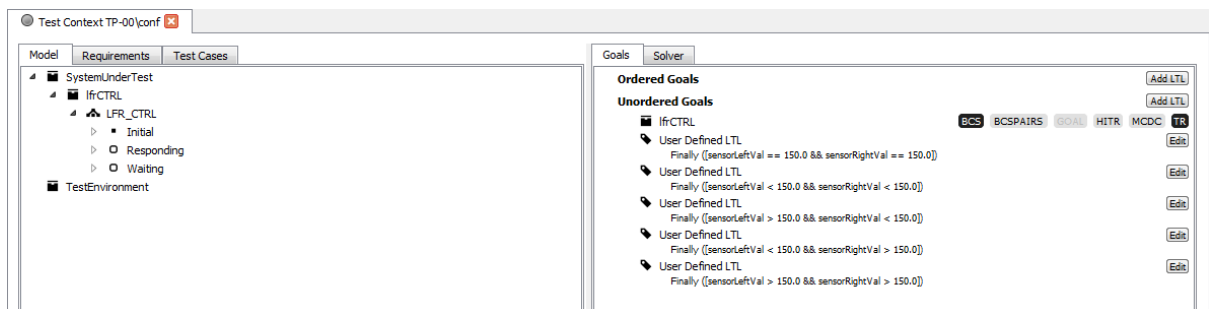 Test Context TP-00\conf
Model Requirements Test Cases
SystemUnderTest
lfrCTRL
LFR_CTRL
Initial
Responding
Waiting
TestEnvironment
Goals Solver
Ordered Goals Add LTL
Unordered Goals Add LTL
lfrCTRL BCS BCSPAIRS GOAL HITR MCDC TR
User Defined LTL Edit
Finally ([sensorLeftVal == 150.0 && sensorRightVal == 150.0])
User Defined LTL Edit
Finally ([sensorLeftVal < 150.0 && sensorRightVal < 150.0])
User Defined LTL Edit
Finally ([sensorLeftVal > 150.0 && sensorRightVal < 150.0])
User Defined LTL Edit
Finally ([sensorLeftVal < 150.0 && sensorRightVal > 150.0])
User Defined LTL Edit
Finally ([sensorLeftVal > 150.0 && sensorRightVal > 150.0])